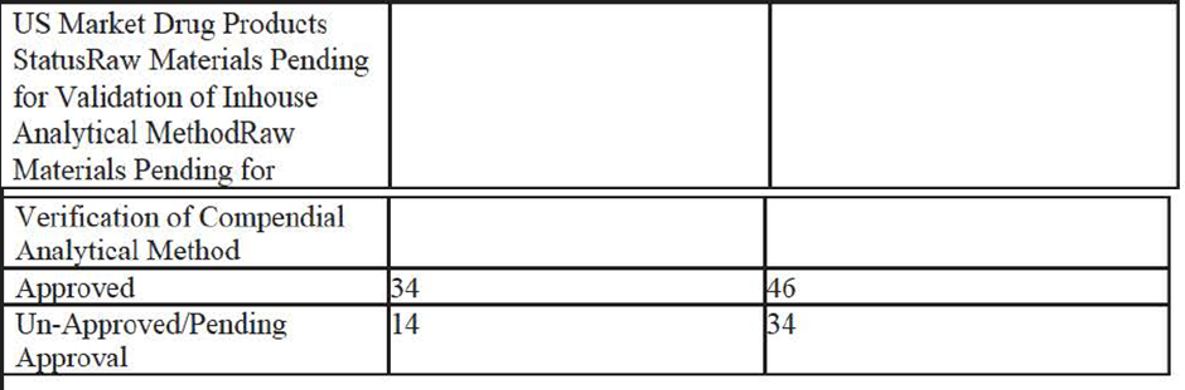 US Market Drug Products
StatusRaw Materials Pending
for Validation of Inhouse
Analytical MethodRaw
Materials Pending for
Verification of Compendial
Analytical Method
Approved 34 46
Un-Approved/Pending 14 34
Approval